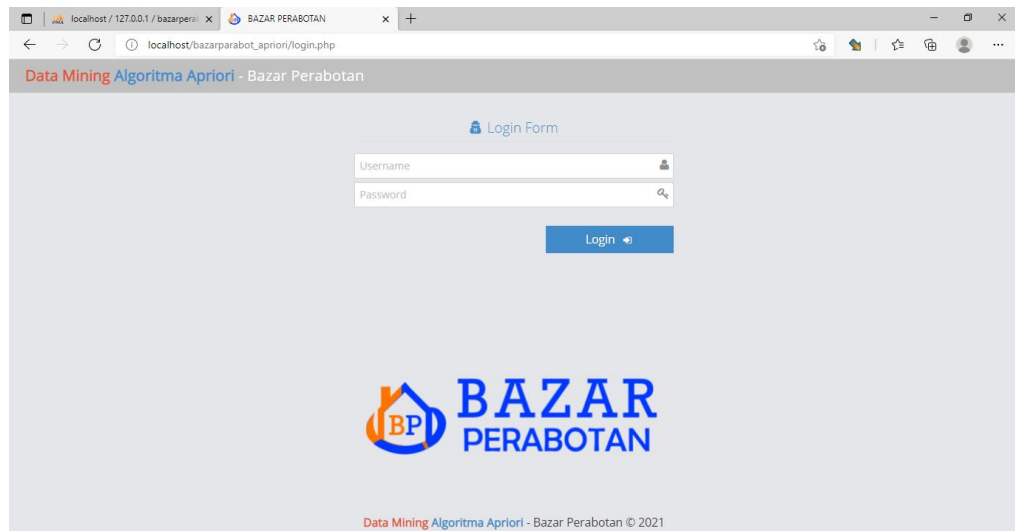 localhost / 127.0.0.1 / bazarpera
BAZAR PERABOTAN
localhost/bazarparabot_apriori/login.php
Data Mining Algoritma Apriori - Bazar Perabotan
Login Form
Username
Password
Login
BP
BAZAR
PERABOTAN
Data Mining Algoritma Apriori - Bazar Perabotan © 2021